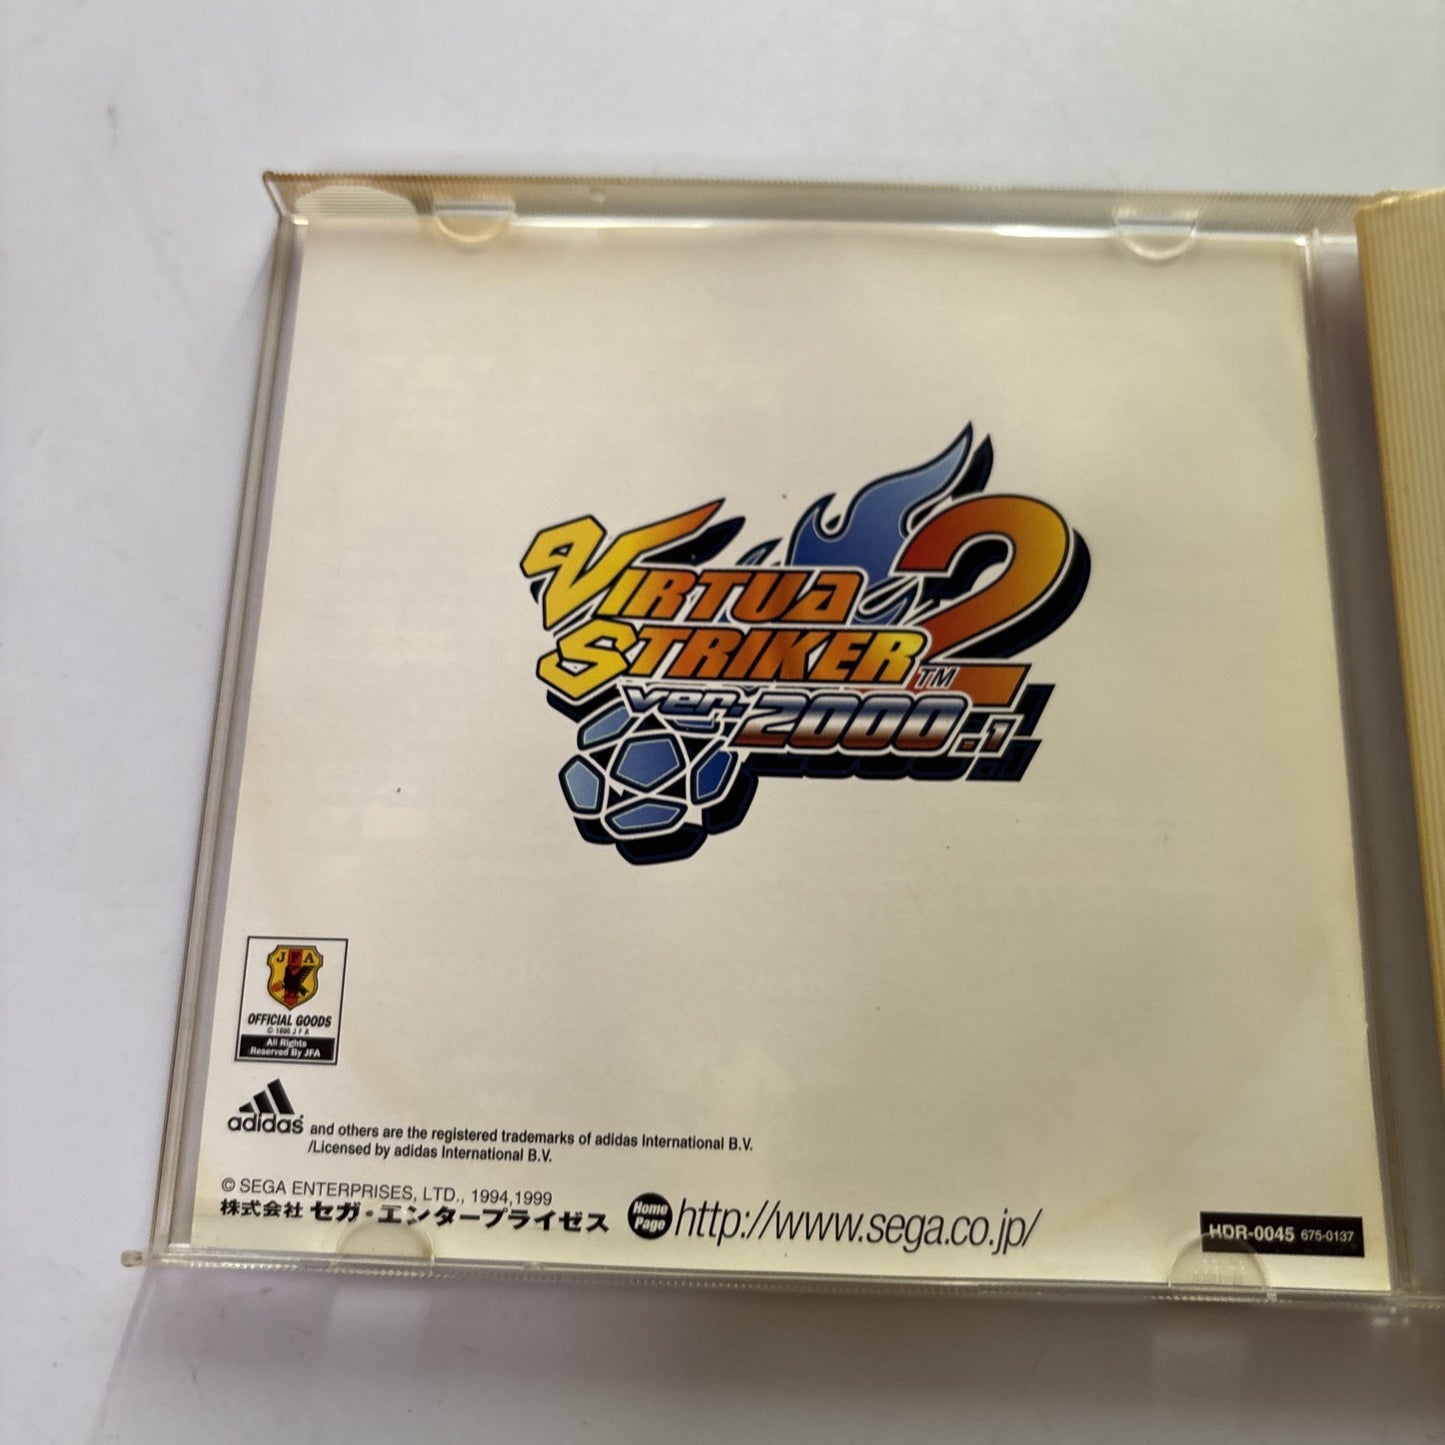 VIRTUA
STRIKER 2 TM
ver. 2000.1
JFA
OFFICIAL GOODS
© 1996 J F A
All Rights
Reserved By JFA
adidas and others are the registered trademarks of adidas International B.V.
/Licensed by adidas International B.V.
© SEGA ENTERPRISES, LTD., 1994,1999
株式会社 セガ・エンタープライゼス
Home Page http://www.sega.co.jp/
HDR-0045 675-0137